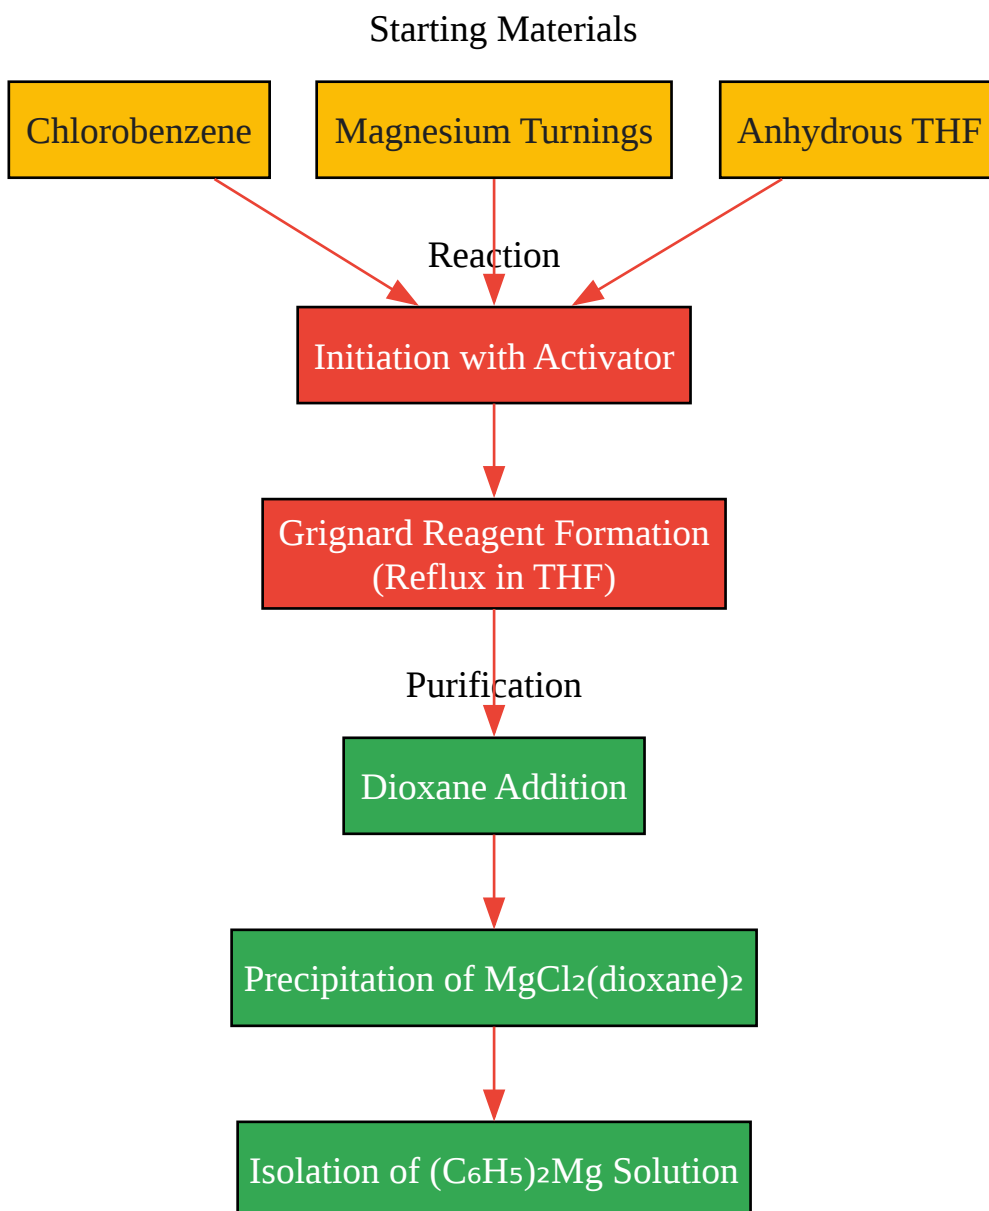 Starting Materials
Chlorobenzene
Magnesium Turnings
Anhydrous THF
Reaction
Initiation with Activator
Grignard Reagent Formation
(Reflux in THF)
Purification
Dioxane Addition
Precipitation of MgCl₂(dioxane)₂
Isolation of (C₆H₅)₂Mg Solution